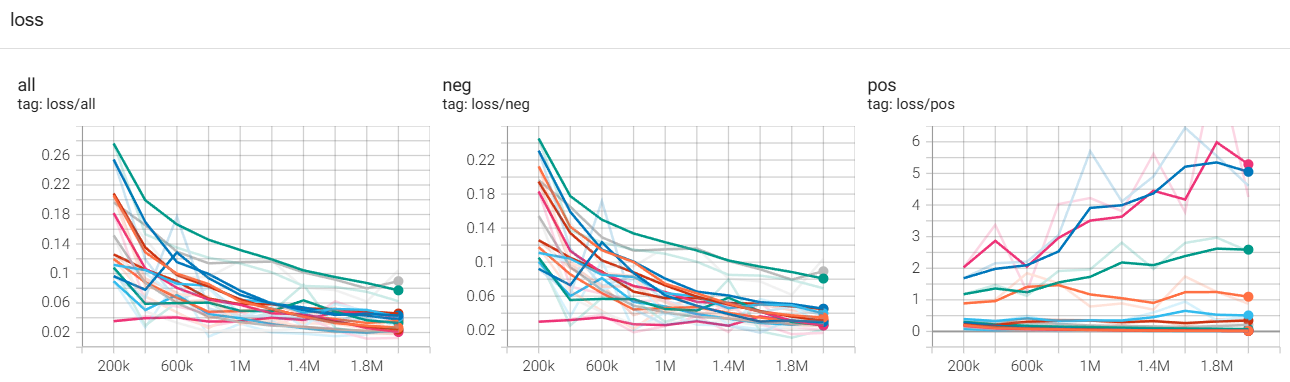 loss
all
tag: loss/all
0.26
0.22
0.18
0.14
0.1
0.06
0.02
200k 600k 1M 1.4M 1.8M
neg
tag: loss/neg
0.22
0.18
0.14
0.1
0.06
0.02
200k 600k 1M 1.4M 1.8M
pos
tag: loss/pos
6
5
4
3
2
1
0
200k 600k 1M 1.4M 1.8M